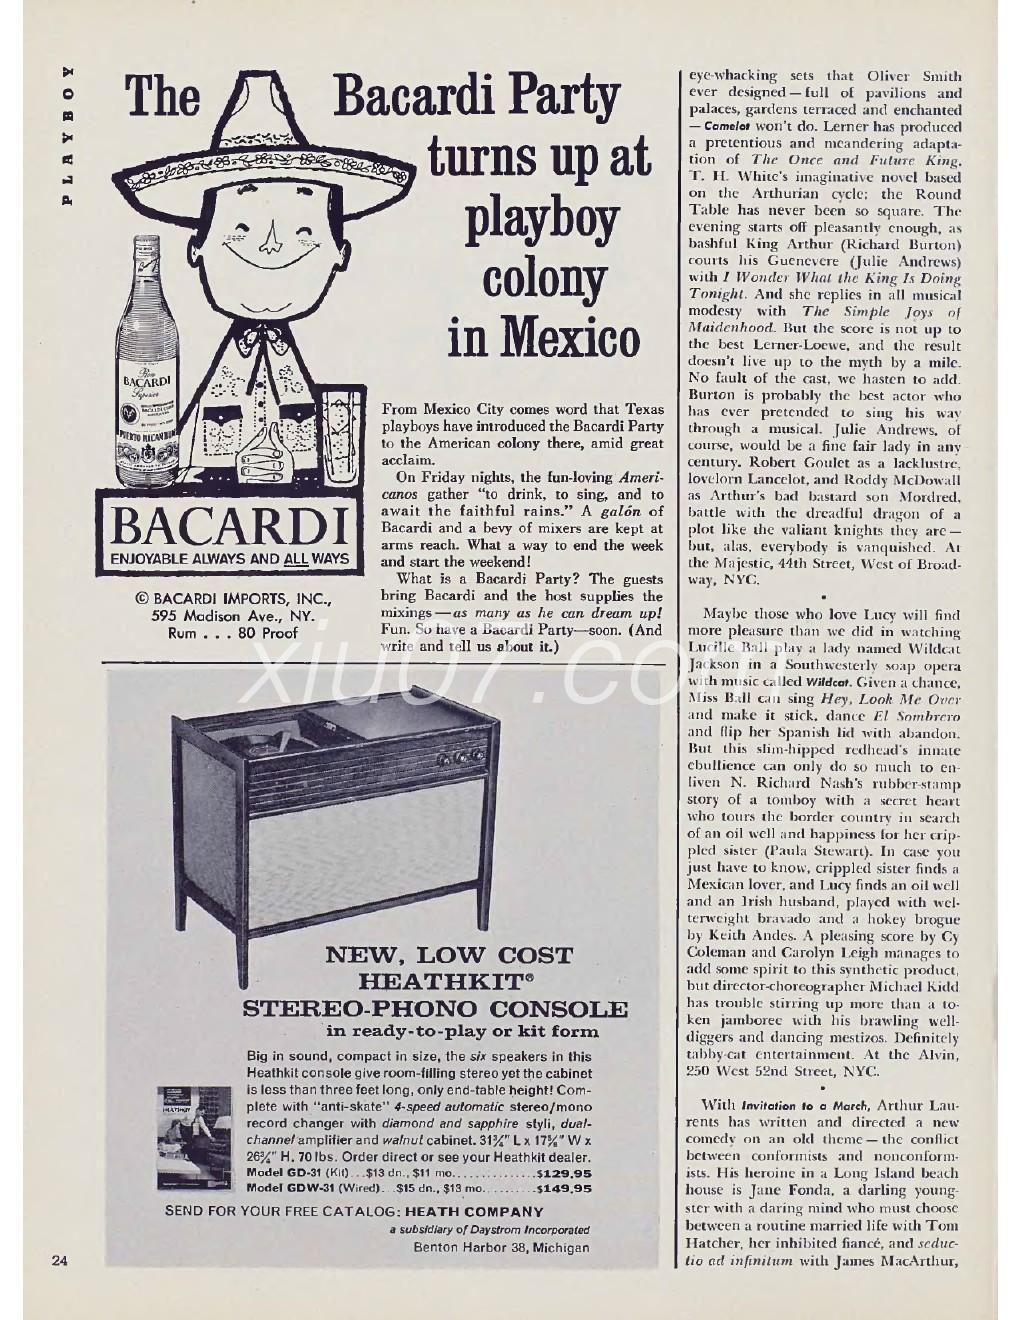 PLAYBOY
The Bacardi Party
turns up at
playboy
colony
in Mexico
Ron
BACARDI
Superior
PUERTO RICAN RUM
BACARDI
ENJOYABLE ALWAYS AND ALL WAYS
© BACARDI IMPORTS, INC.,
595 Madison Ave., NY.
Rum . . . 80 Proof
From Mexico City comes word that Texas
playboys have introduced the Bacardi Party
to the American colony there, amid great
acclaim.
On Friday nights, the fun-loving Ameri-
canos gather “to drink, to sing, and to
await the faithful rains.” A galón of
Bacardi and a bevy of mixers are kept at
arms reach. What a way to end the week
and start the weekend!
What is a Bacardi Party? The guests
bring Bacardi and the host supplies the
mixings—as many as he can dream up!
Fun. So have a Bacardi Party—soon. (And
write and tell us about it.)
xiu07.com
NEW, LOW COST
HEATHKIT®
STEREO-PHONO CONSOLE
in ready-to-play or kit form
Big in sound, compact in size, the six speakers in this
Heathkit console give room-filling stereo yet the cabinet
is less than three feet long, only end-table height! Com-
plete with “anti-skate” 4-speed automatic stereo/mono
record changer with diamond and sapphire styli, dual-
channel amplifier and walnut cabinet. 31¾" L x 17⅝" W x
26¾" H. 70 lbs. Order direct or see your Heathkit dealer.
Model GD-31 (Kit)...$13 dn., $11 mo...............$129.95
Model GDW-31 (Wired)...$15 dn., $13 mo..........$149.95
HEATHKIT
SEND FOR YOUR FREE CATALOG: HEATH COMPANY
a subsidiary of Daystrom Incorporated
Benton Harbor 38, Michigan
24
eye-whacking sets that Oliver Smith
ever designed — full of pavilions and
palaces, gardens terraced and enchanted
— Camelot won’t do. Lerner has produced
a pretentious and meandering adapta-
tion of The Once and Future King,
T. H. White’s imaginative novel based
on the Arthurian cycle; the Round
Table has never been so square. The
evening starts off pleasantly enough, as
bashful King Arthur (Richard Burton)
courts his Guenevere (Julie Andrews)
with I Wonder What the King Is Doing
Tonight. And she replies in all musical
modesty with The Simple Joys of
Maidenhood. But the score is not up to
the best Lerner-Loewe, and the result
doesn’t live up to the myth by a mile.
No fault of the cast, we hasten to add.
Burton is probably the best actor who
has ever pretended to sing his way
through a musical. Julie Andrews, of
course, would be a fine fair lady in any
century. Robert Goulet as a lacklustre,
lovelorn Lancelot, and Roddy McDowall
as Arthur’s bad bastard son Mordred,
battle with the dreadful dragon of a
plot like the valiant knights they are —
but, alas, everybody is vanquished. At
the Majestic, 44th Street, West of Broad-
way, NYC.
•
Maybe those who love Lucy will find
more pleasure than we did in watching
Lucille Ball play a lady named Wildcat
Jackson in a Southwesterly soap opera
with music called Wildcat. Given a chance,
Miss Ball can sing Hey, Look Me Over
and make it stick, dance El Sombrero
and flip her Spanish lid with abandon.
But this slim-hipped redhead’s innate
ebullience can only do so much to en-
liven N. Richard Nash’s rubber-stamp
story of a tomboy with a secret heart
who tours the border country in search
of an oil well and happiness for her crip-
pled sister (Paula Stewart). In case you
just have to know, crippled sister finds a
Mexican lover, and Lucy finds an oil well
and an Irish husband, played with wel-
terweight bravado and a hokey brogue
by Keith Andes. A pleasing score by Cy
Coleman and Carolyn Leigh manages to
add some spirit to this synthetic product,
but director-choreographer Michael Kidd
has trouble stirring up more than a to-
ken jamboree with his brawling well-
diggers and dancing mestizos. Definitely
tabby-cat entertainment. At the Alvin,
250 West 52nd Street, NYC.
•
With Invitation to a March, Arthur Lau-
rents has written and directed a new
comedy on an old theme — the conflict
between conformists and nonconform-
ists. His heroine in a Long Island beach
house is Jane Fonda, a darling young-
ster with a daring mind who must choose
between a routine married life with Tom
Hatcher, her inhibited fiancé, and seduc-
tio ad infinitum with James MacArthur,